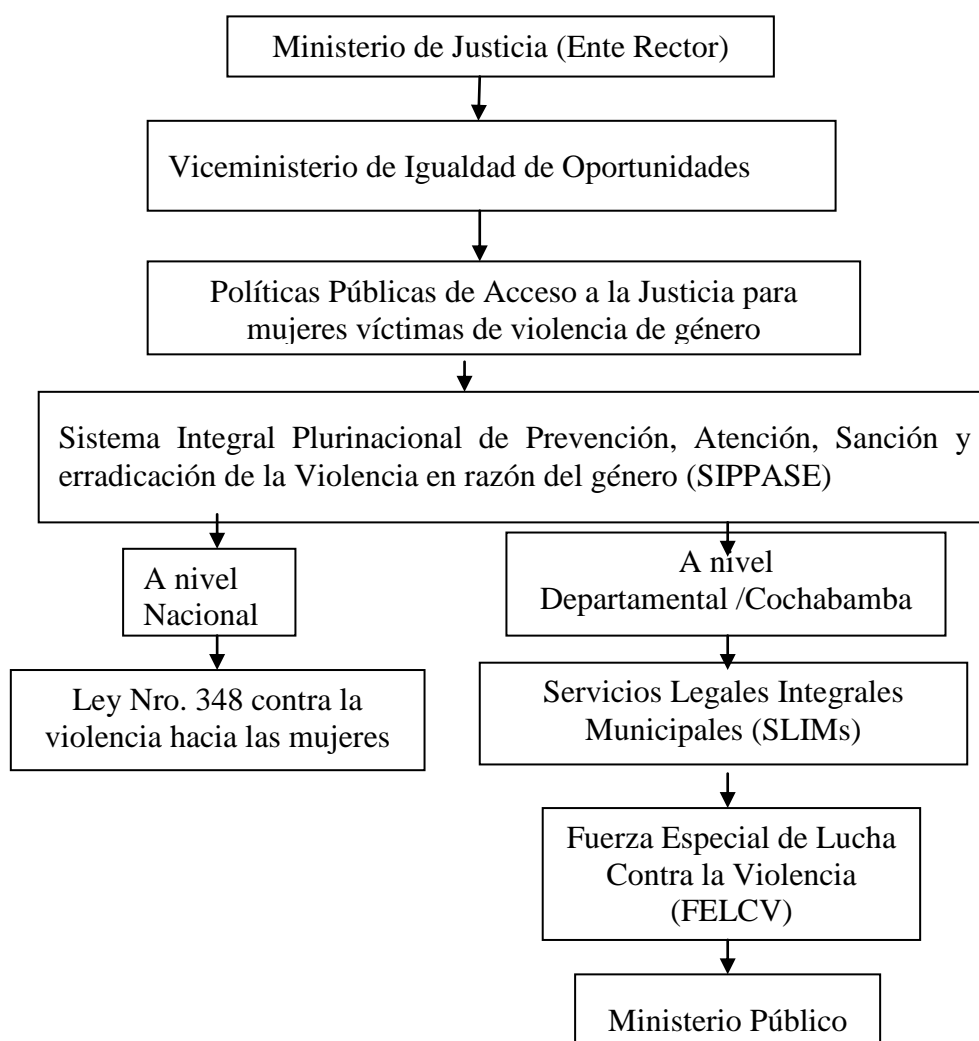 Ministerio de Justicia (Ente Rector)
Viceministerio de Igualdad de Oportunidades
Políticas Públicas de Acceso a la Justicia para
mujeres víctimas de violencia de género
Sistema Integral Plurinacional de Prevención, Atención, Sanción y
erradicación de la Violencia en razón del género (SIPPASE)
A nivel
Nacional
Ley Nro. 348 contra la
violencia hacia las mujeres
A nivel
Departamental /Cochabamba
Servicios Legales Integrales
Municipales (SLIMs)
Fuerza Especial de Lucha
Contra la Violencia
(FELCV)
Ministerio Público